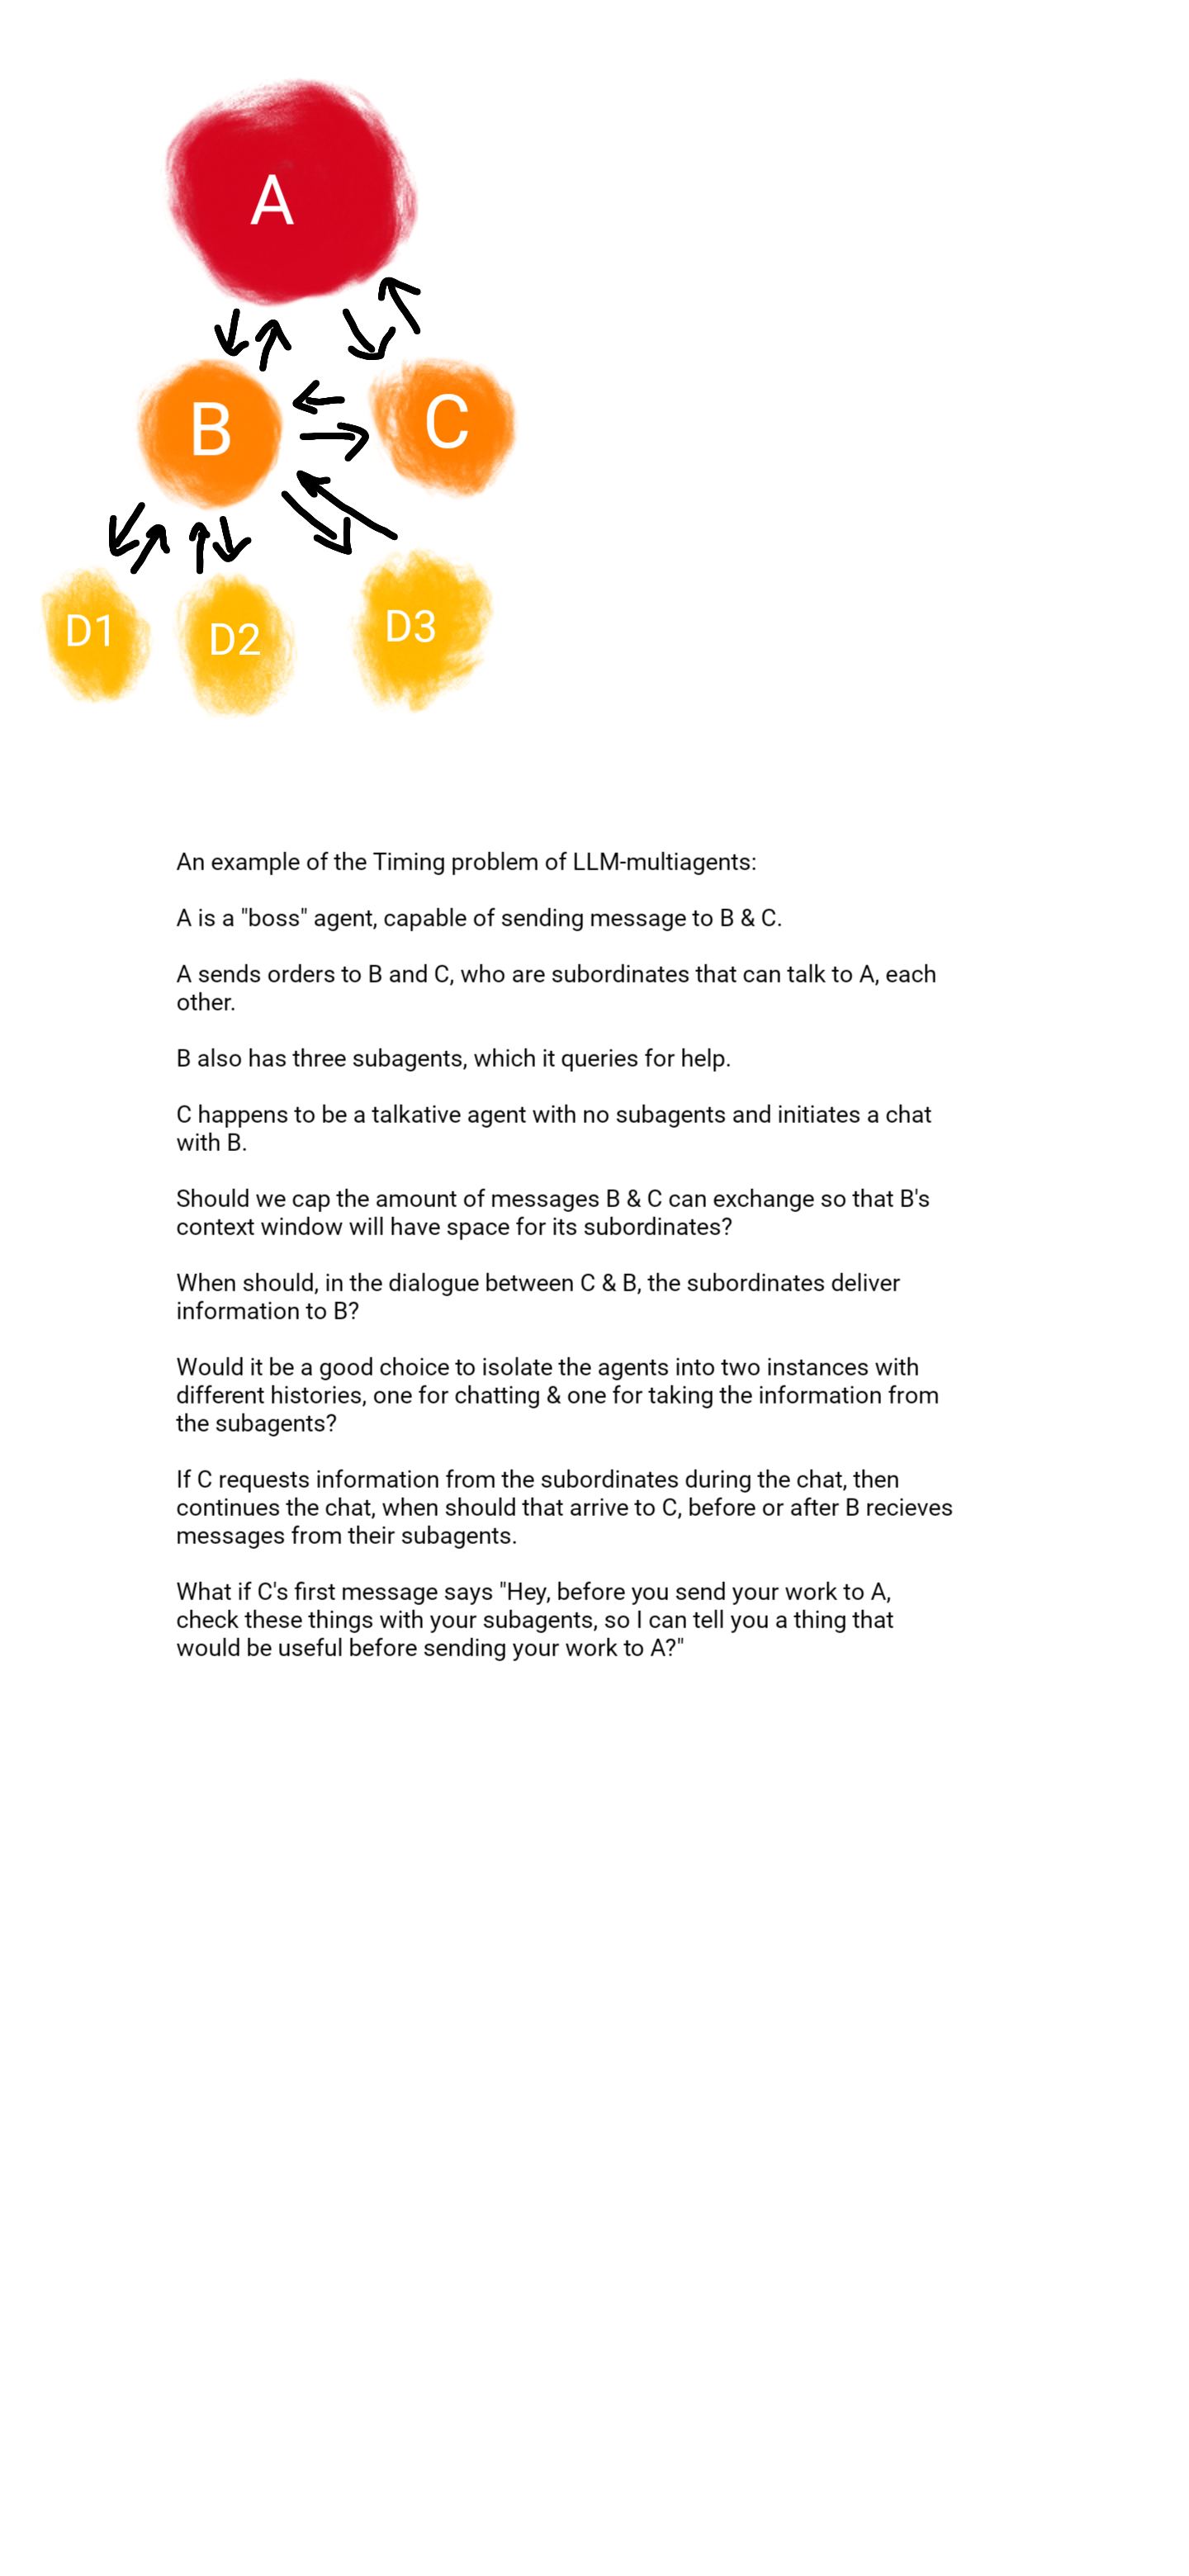 A
B
C
D1
D2
D3
An example of the Timing problem of LLM-multiagents:
A is a "boss" agent, capable of sending message to B & C.
A sends orders to B and C, who are subordinates that can talk to A, each
other.
B also has three subagents, which it queries for help.
C happens to be a talkative agent with no subagents and initiates a chat
with B.
Should we cap the amount of messages B & C can exchange so that B's
context window will have space for its subordinates?
When should, in the dialogue between C & B, the subordinates deliver
information to B?
Would it be a good choice to isolate the agents into two instances with
different histories, one for chatting & one for taking the information from
the subagents?
If C requests information from the subordinates during the chat, then
continues the chat, when should that arrive to C, before or after B recieves
messages from their subagents.
What if C's first message says "Hey, before you send your work to A,
check these things with your subagents, so I can tell you a thing that
would be useful before sending your work to A?"